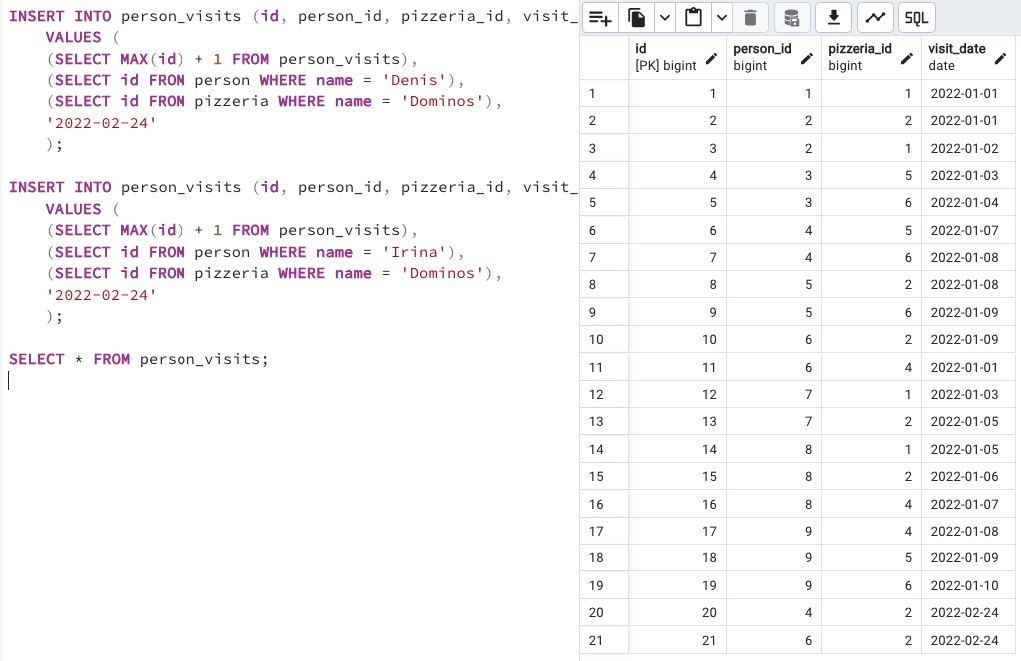 INSERT INTO person_visits (id, person_id, pizzeria_id, visit_
VALUES (
(SELECT MAX(id) + 1 FROM person_visits),
(SELECT id FROM person WHERE name = 'Denis'),
(SELECT id FROM pizzeria WHERE name = 'Dominos'),
'2022-02-24'
);
INSERT INTO person_visits (id, person_id, pizzeria_id, visit_
VALUES (
(SELECT MAX(id) + 1 FROM person_visits),
(SELECT id FROM person WHERE name = 'Irina'),
(SELECT id FROM pizzeria WHERE name = 'Dominos'),
'2022-02-24'
);
SELECT * FROM person_visits;
SQL
id person_id pizzeria_id visit_date
[PK] bigint bigint bigint date
1 1 1 1 2022-01-01
2 2 2 2 2022-01-01
3 3 2 1 2022-01-02
4 4 3 5 2022-01-03
5 5 3 6 2022-01-04
6 6 4 5 2022-01-07
7 7 4 6 2022-01-08
8 8 5 2 2022-01-08
9 9 5 6 2022-01-09
10 10 6 2 2022-01-09
11 11 6 4 2022-01-01
12 12 7 1 2022-01-03
13 13 7 2 2022-01-05
14 14 8 1 2022-01-05
15 15 8 2 2022-01-06
16 16 8 4 2022-01-07
17 17 9 4 2022-01-08
18 18 9 5 2022-01-09
19 19 9 6 2022-01-10
20 20 4 2 2022-02-24
21 21 6 2 2022-02-24